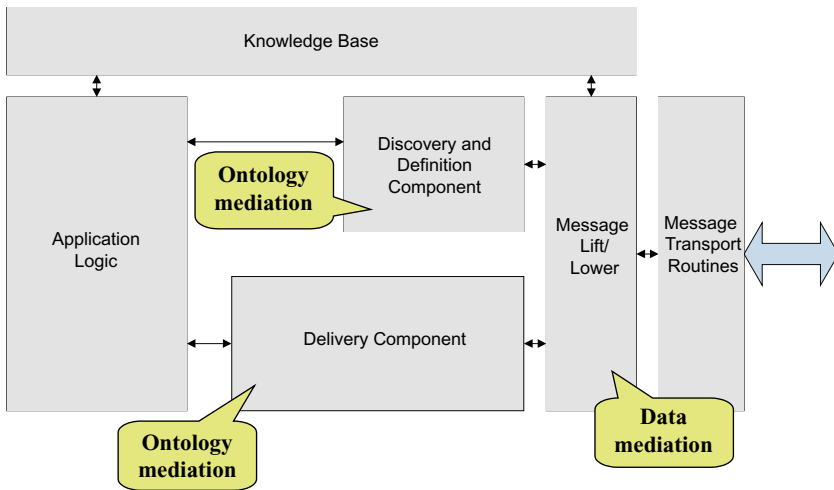 Knowledge Base
Discovery and
Definition
Component
Ontology
mediation
Application
Logic
Message
Lift/
Lower
Message
Transport
Routines
Delivery Component
Ontology
mediation
Data
mediation